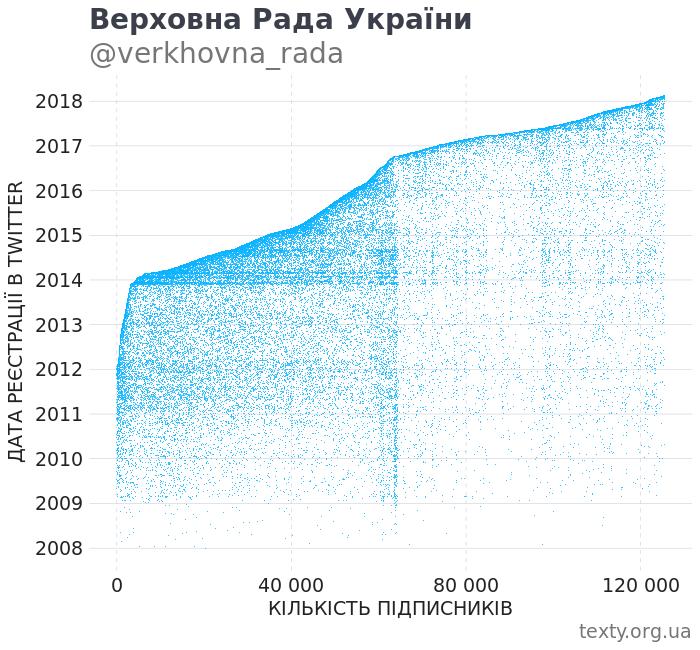 Верховна Рада України
@verkhovna_rada
ДАТА РЕЄСТРАЦІЇ В TWITTER
2018
2017
2016
2015
2014
2013
2012
2011
2010
2009
2008
0 40 000 80 000 120 000
КІЛЬКІСТЬ ПІДПИСНИКІВ
texty.org.ua